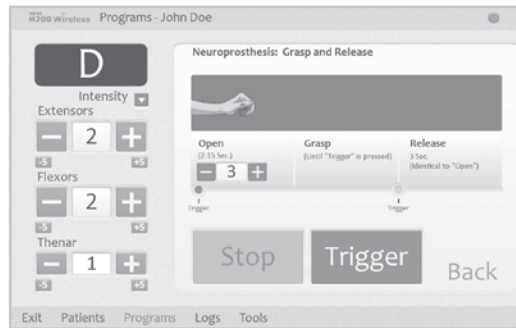 H200 Wireless Programs - John Doe
D
Intensity
Extensors
2
-5 +5
Flexors
2
-5 +5
Thenar
1
-5 +5
Neuroprosthesis: Grasp and Release
Open Grasp Release
(2-15 Sec.) (Until "Trigger" is pressed) 3 Sec.
(Identical to "Open")
3
Trigger Trigger
Stop Trigger Back
Exit Patients Programs Logs Tools